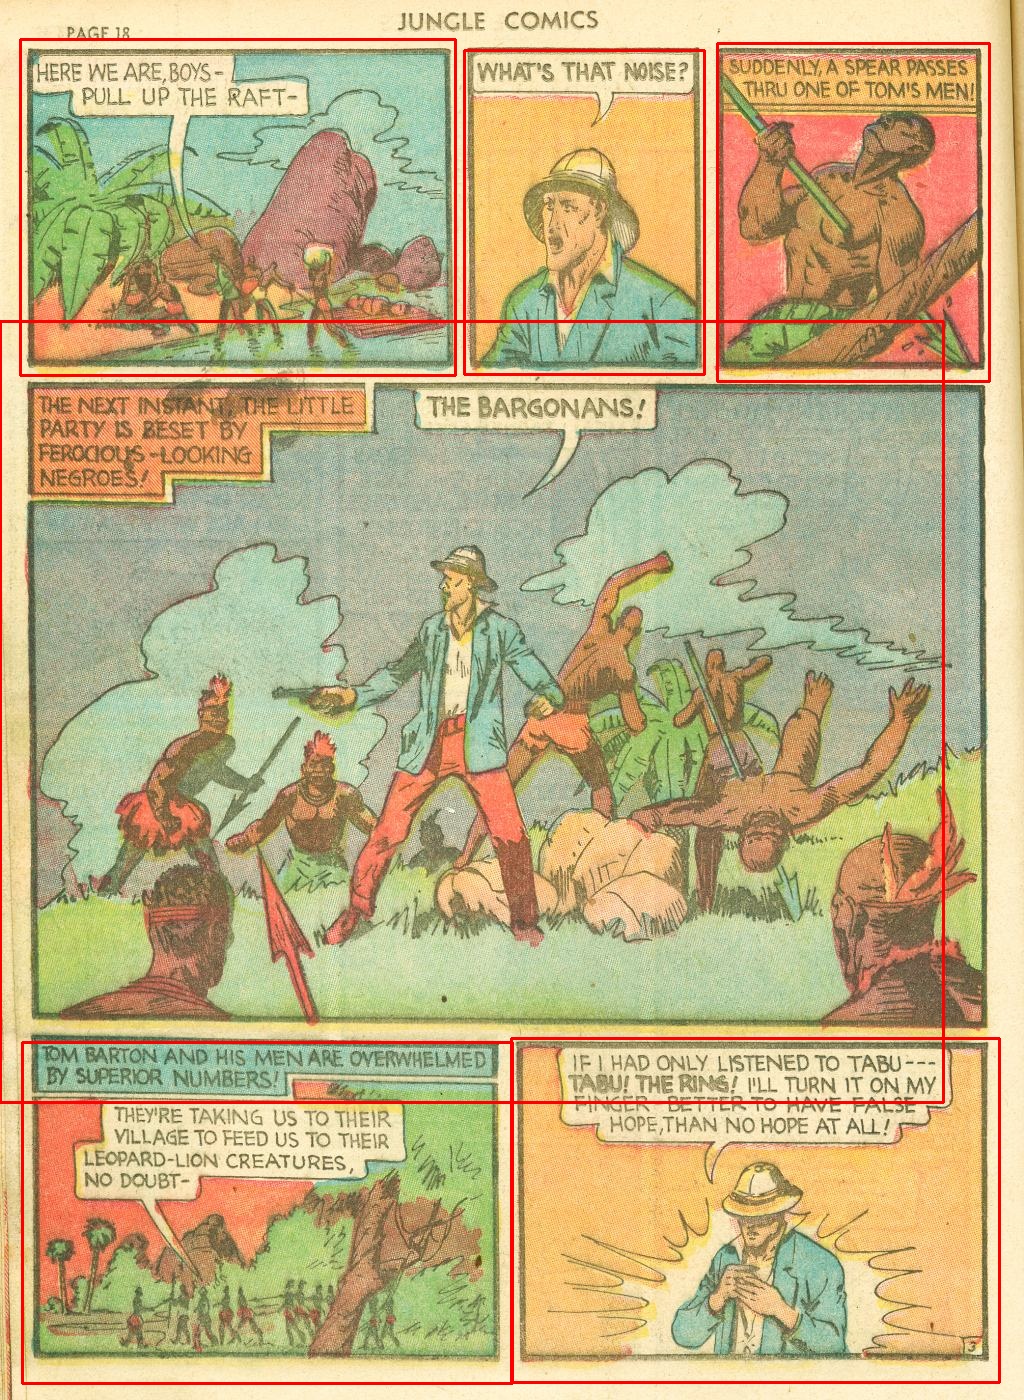 PAGE 18
JUNGLE COMICS
HERE WE ARE, BOYS-
PULL UP THE RAFT-
WHAT'S THAT NOISE?
SUDDENLY, A SPEAR PASSES
THRU ONE OF TOM'S MEN!
THE NEXT INSTANT, THE LITTLE
PARTY IS BESET BY
FEROCIOUS-LOOKING
NEGROES!
THE BARGONANS!
TOM BARTON AND HIS MEN ARE OVERWHELMED
BY SUPERIOR NUMBERS!
THEY'RE TAKING US TO THEIR
VILLAGE TO FEED US TO THEIR
LEOPARD-LION CREATURES,
NO DOUBT-
IF I HAD ONLY LISTENED TO TABU---
TABU! THE RING! I'LL TURN IT ON MY
FINGER BETTER TO HAVE FALSE
HOPE, THAN NO HOPE AT ALL!
3